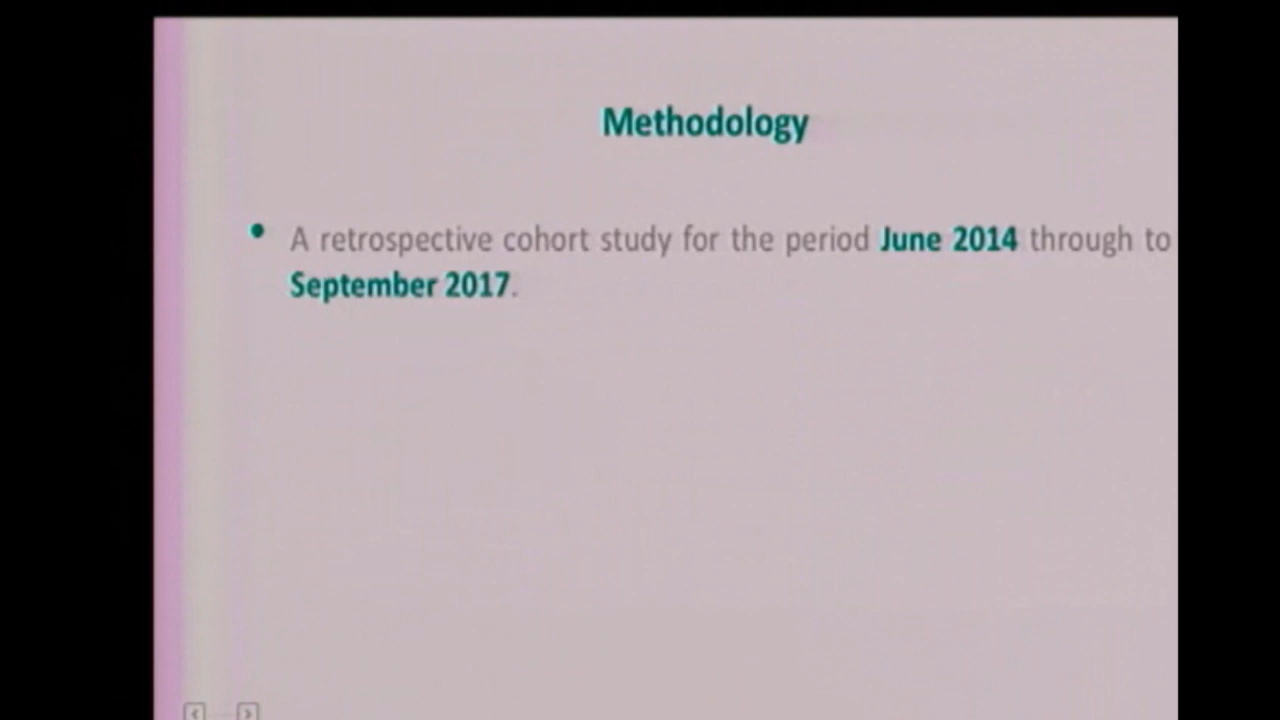 Methodology
• A retrospective cohort study for the period June 2014 through to
September 2017.